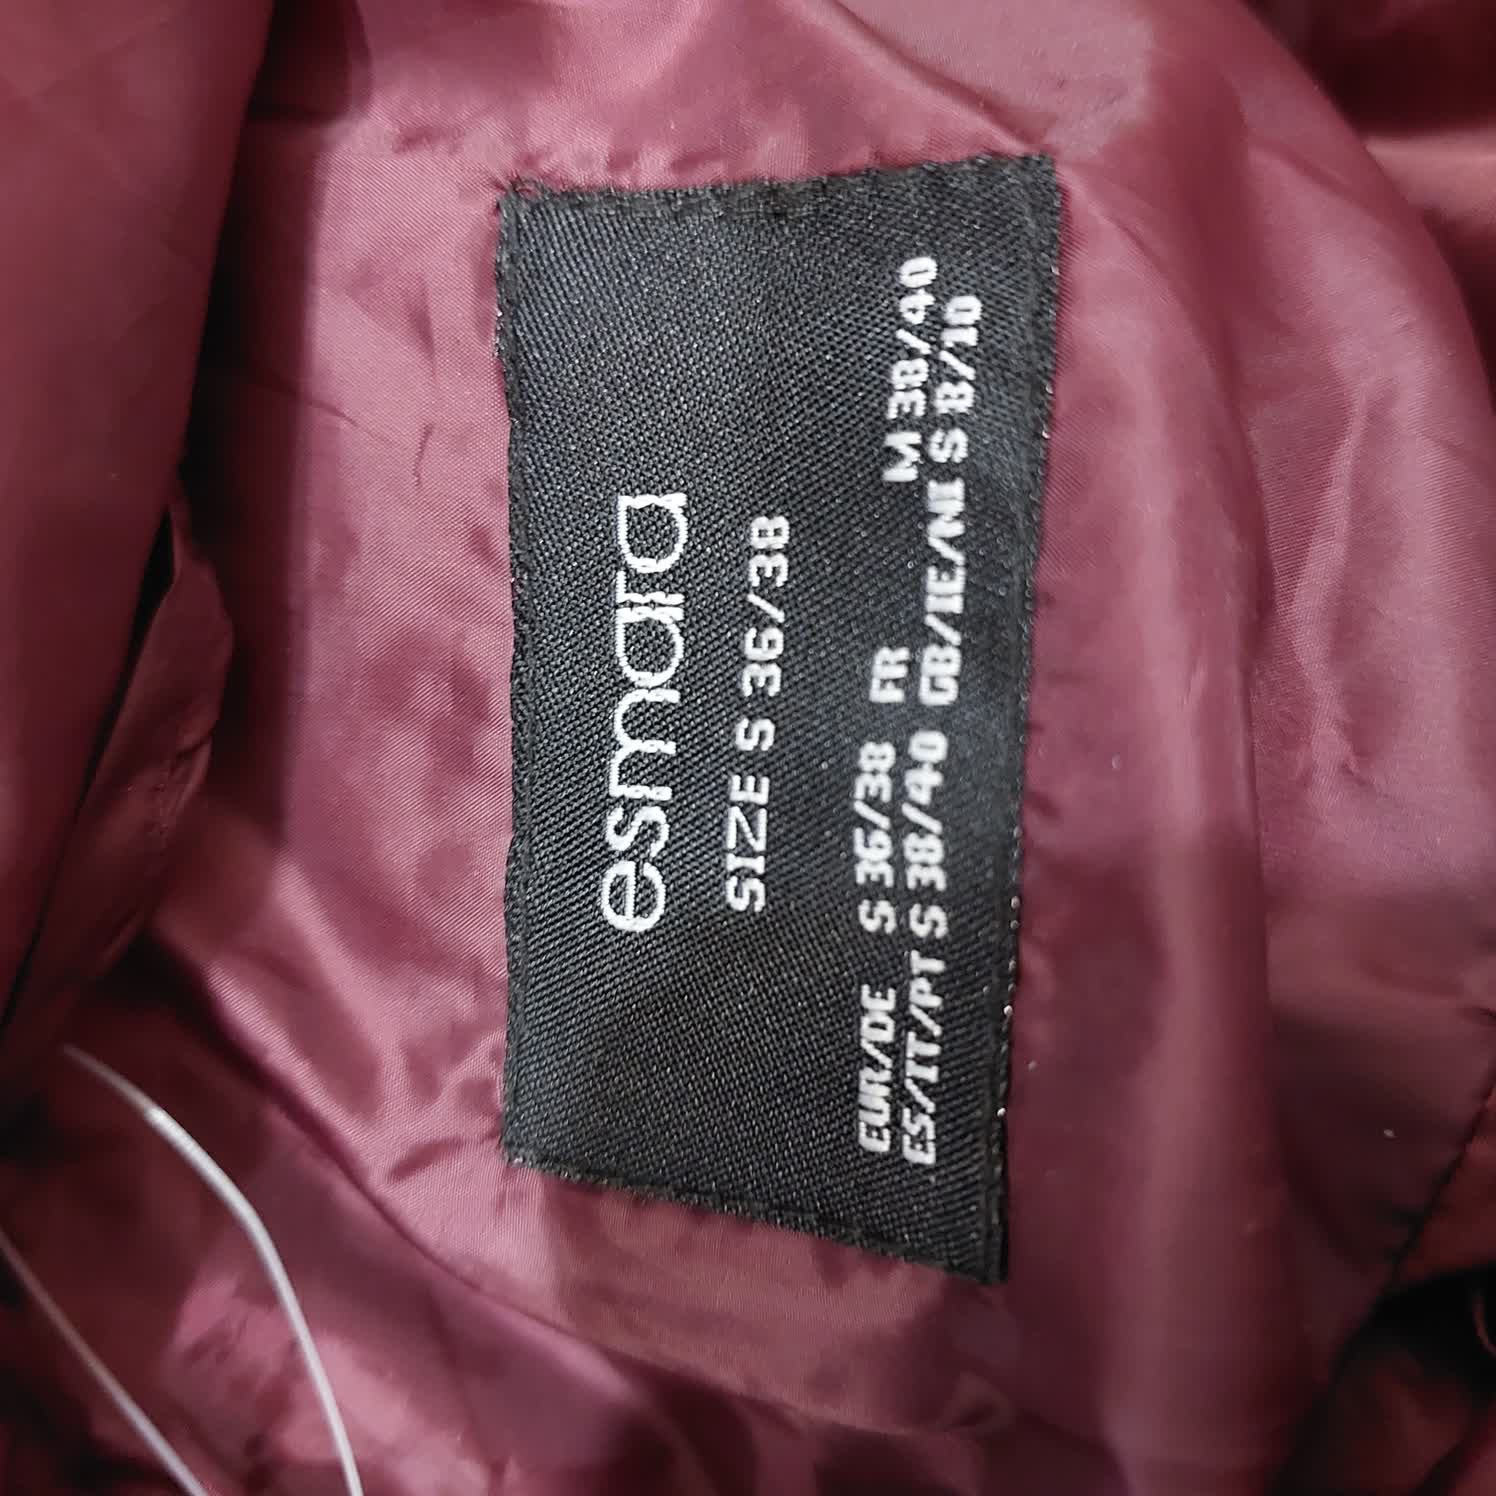 esmara
SIZE S 36/38
EUR/DE S 36/38 FR M 38/40
ES/IT/PT S 38/40 GB/IE/NI S 8/10